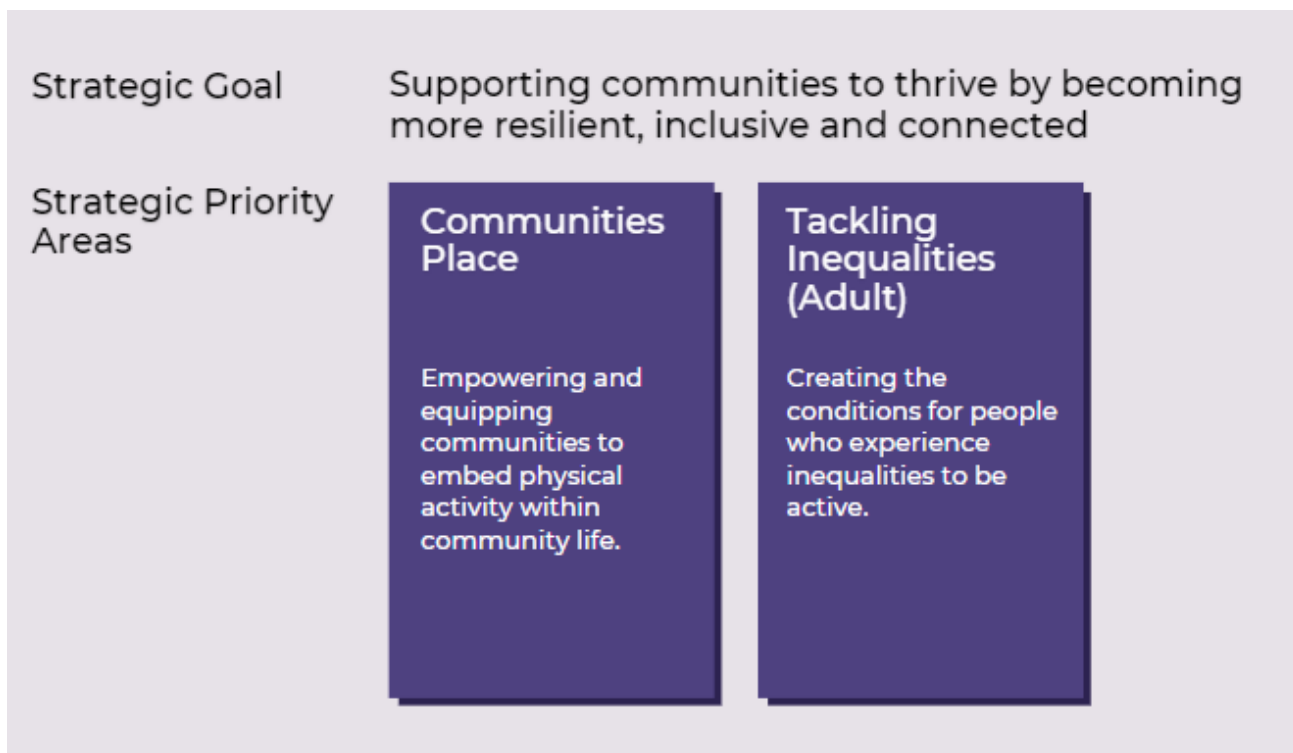 Strategic Goal
Supporting communities to thrive by becoming
more resilient, inclusive and connected
Strategic Priority
Areas
Communities
Place
Empowering and
equipping
communities to
embed physical
activity within
community life.
Tackling
Inequalities
(Adult)
Creating the
conditions for people
who experience
inequalities to be
active.